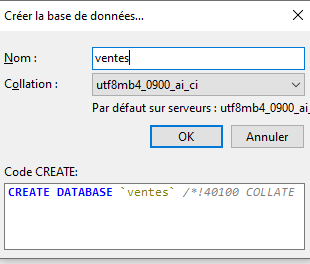 Créer la base de données...
Nom :
ventes
Collation :
utf8mb4_0900_ai_ci
Par défaut sur serveurs : utf8mb4_0900_ai_
OK
Annuler
Code CREATE:
CREATE DATABASE `ventes` /*!40100 COLLATE